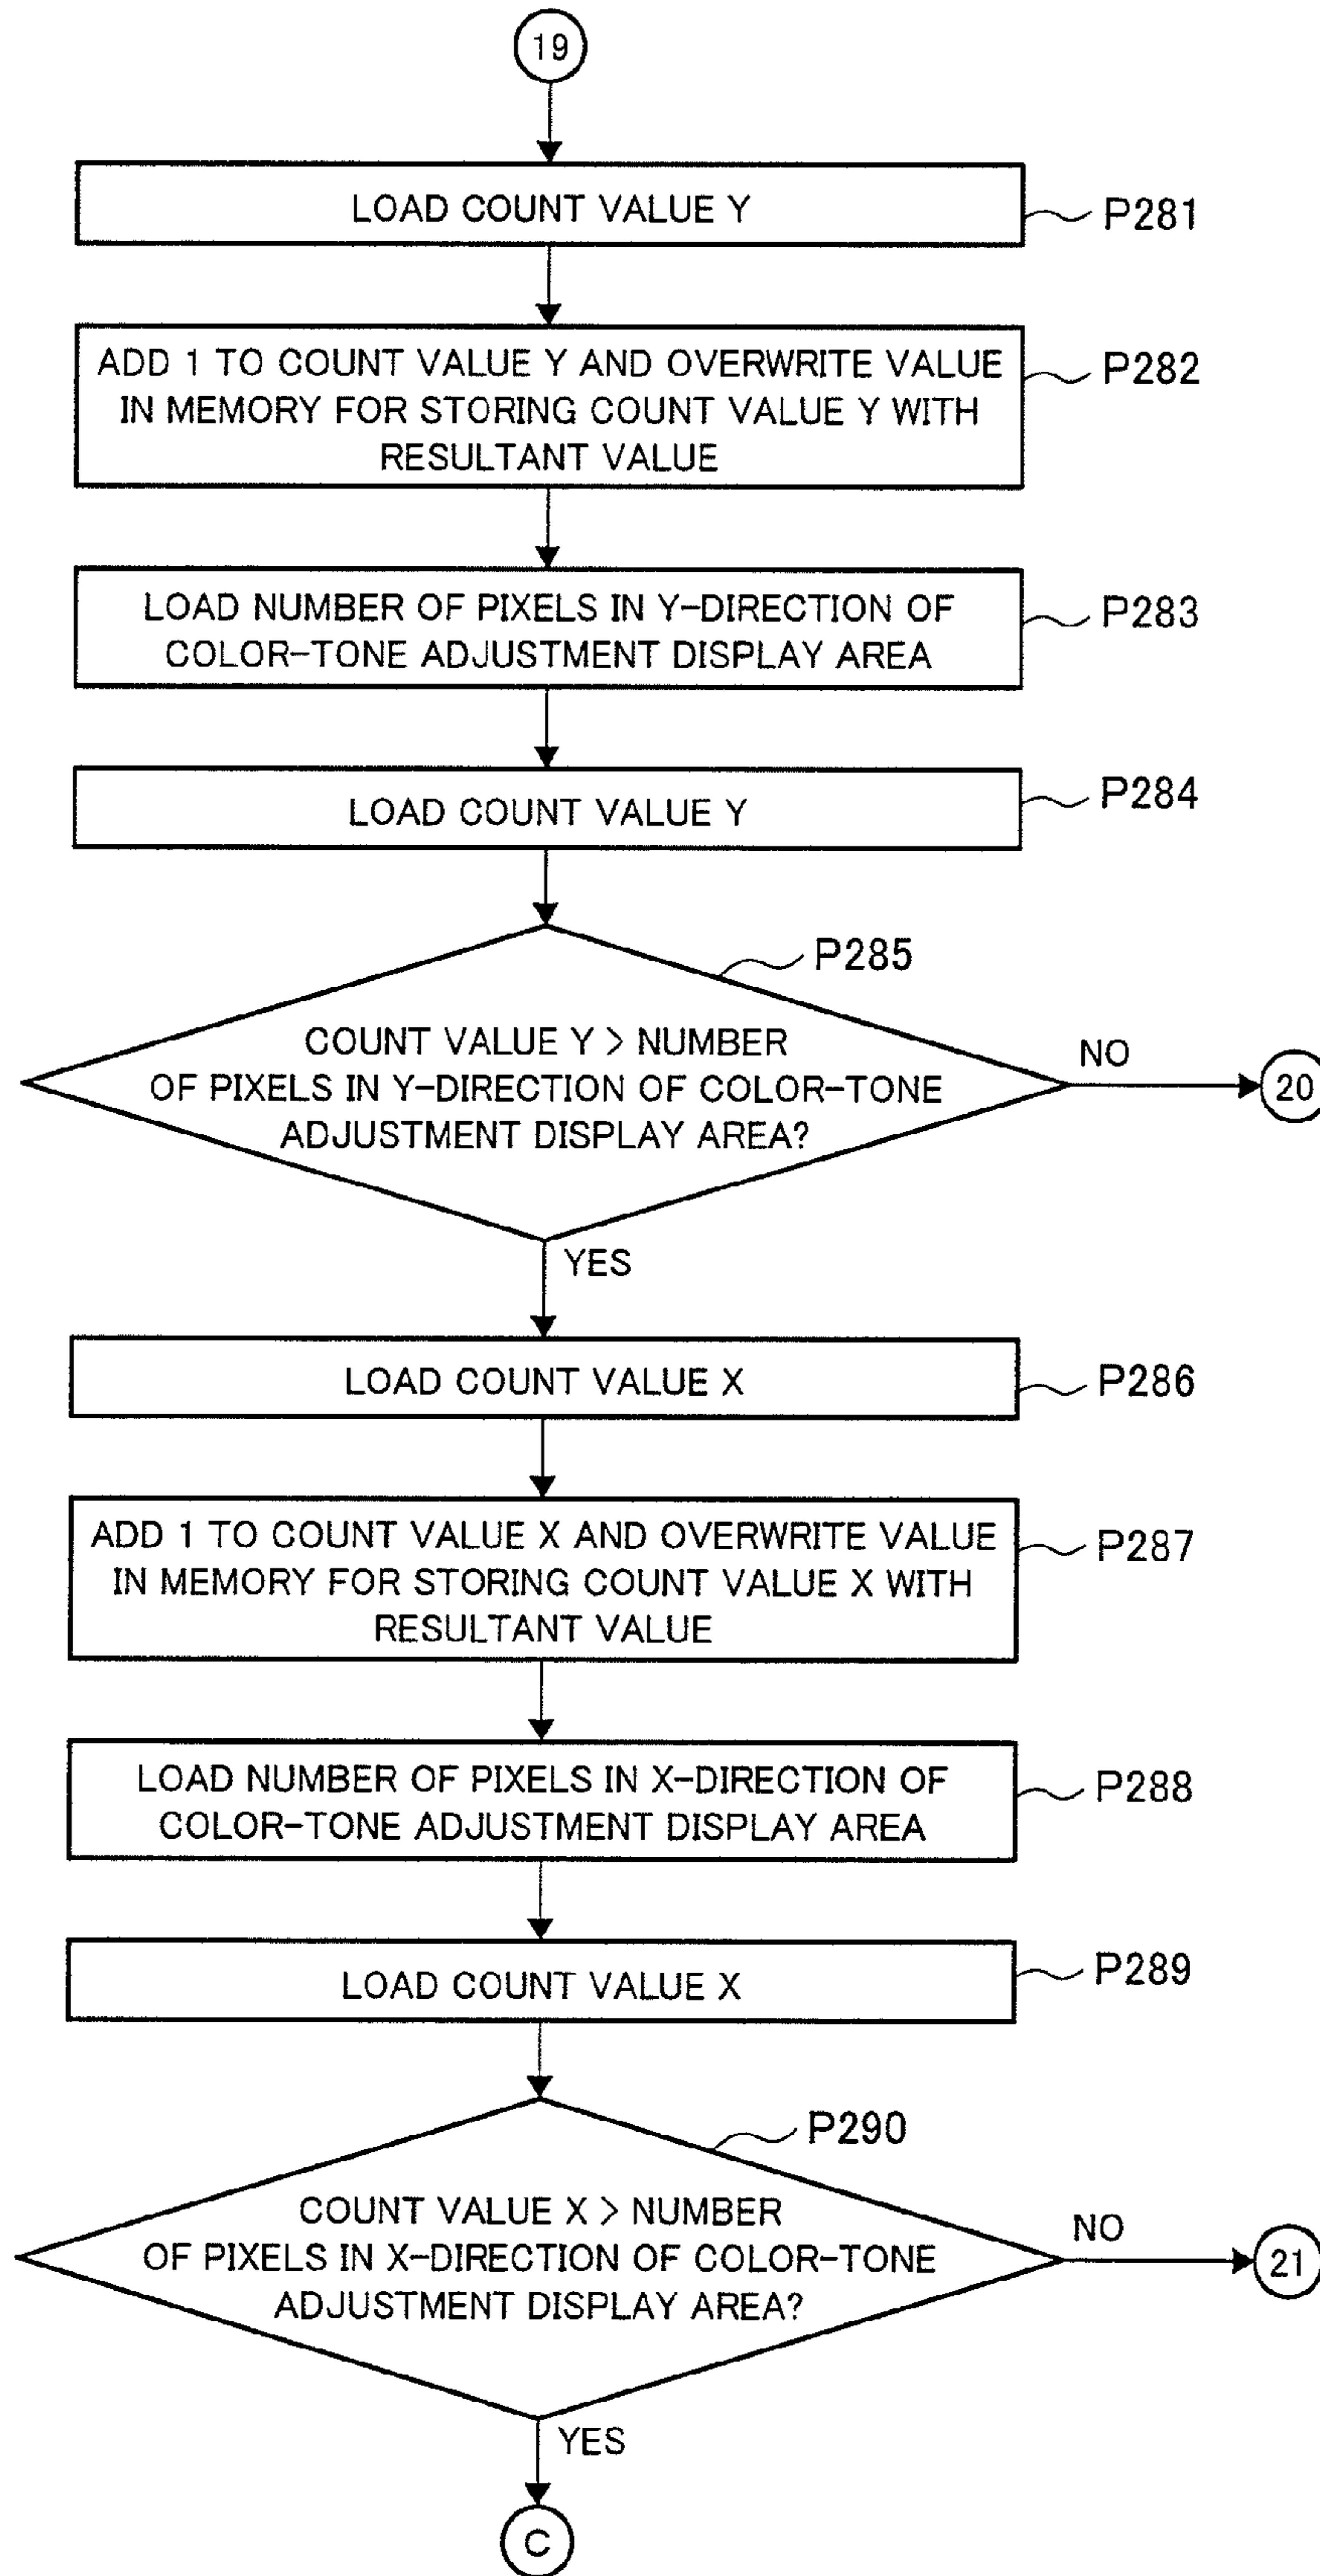 19
LOAD COUNT VALUE Y
P281
ADD 1 TO COUNT VALUE Y AND OVERWRITE VALUE
IN MEMORY FOR STORING COUNT VALUE Y WITH
RESULTANT VALUE
P282
LOAD NUMBER OF PIXELS IN Y-DIRECTION OF
COLOR-TONE ADJUSTMENT DISPLAY AREA
P283
LOAD COUNT VALUE Y
P284
P285
COUNT VALUE Y > NUMBER
OF PIXELS IN Y-DIRECTION OF COLOR-TONE
ADJUSTMENT DISPLAY AREA?
NO
20
YES
LOAD COUNT VALUE X
P286
ADD 1 TO COUNT VALUE X AND OVERWRITE VALUE
IN MEMORY FOR STORING COUNT VALUE X WITH
RESULTANT VALUE
P287
LOAD NUMBER OF PIXELS IN X-DIRECTION OF
COLOR-TONE ADJUSTMENT DISPLAY AREA
P288
LOAD COUNT VALUE X
P289
P290
COUNT VALUE X > NUMBER
OF PIXELS IN X-DIRECTION OF COLOR-TONE
ADJUSTMENT DISPLAY AREA?
NO
21
YES
C